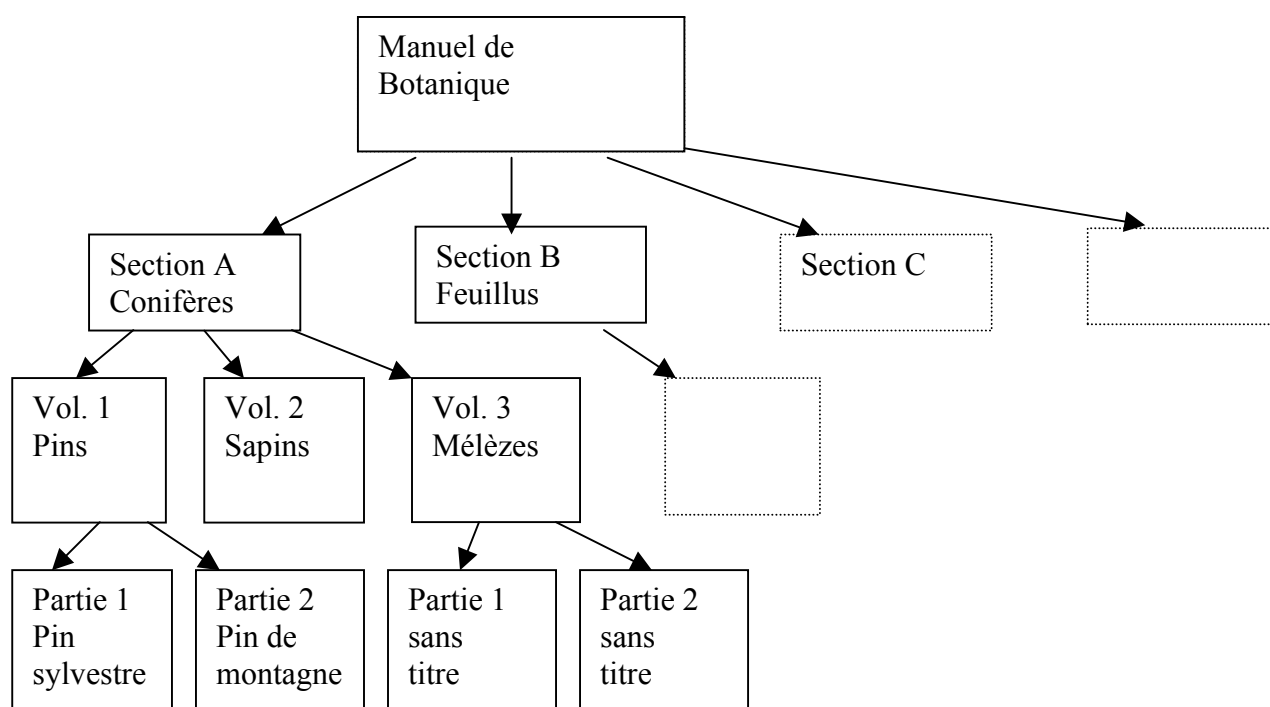 Manuel de
Botanique
Section A
Conifères
Section B
Feuillus
Section C
Vol. 1
Pins
Vol. 2
Sapins
Vol. 3
Mélèzes
Partie 1
Pin
sylvestre
Partie 2
Pin de
montagne
Partie 1
sans
titre
Partie 2
sans
titre